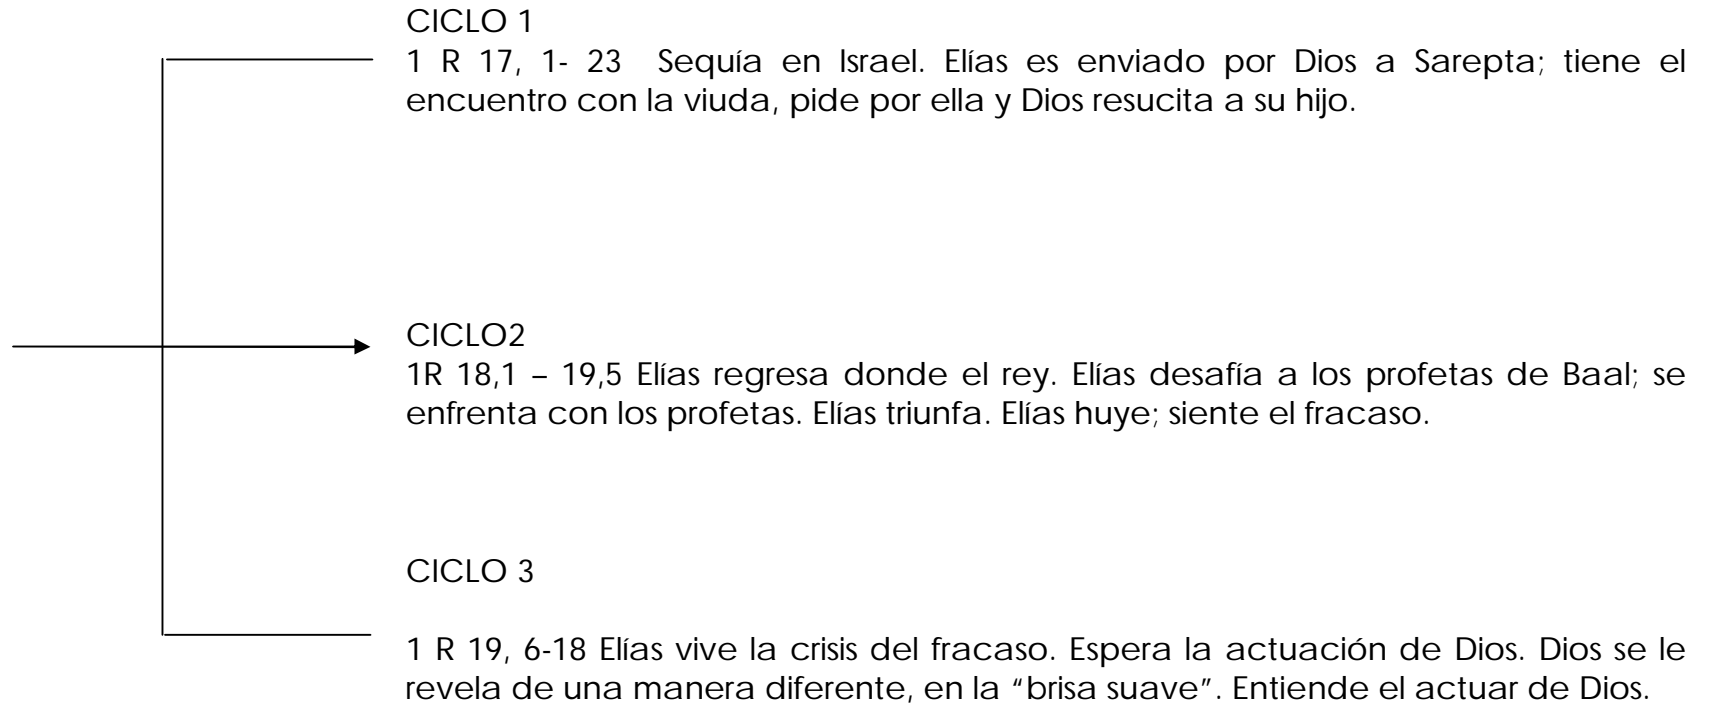 CICLO 1
1 R 17, 1- 23 Sequía en Israel. Elías es enviado por Dios a Sarepta; tiene el
encuentro con la viuda, pide por ella y Dios resucita a su hijo.
CICLO2
1R 18,1 – 19,5 Elías regresa donde el rey. Elías desafía a los profetas de Baal; se
enfrenta con los profetas. Elías triunfa. Elías huye; siente el fracaso.
CICLO 3
1 R 19, 6-18 Elías vive la crisis del fracaso. Espera la actuación de Dios. Dios se le
revela de una manera diferente, en la “brisa suave”. Entiende el actuar de Dios.